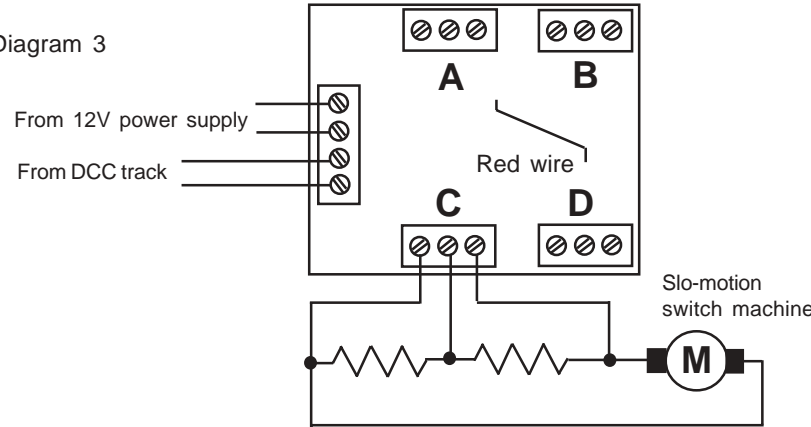 Diagram 3
A
B
From 12V power supply
From DCC track
Red wire
C
D
Slo-motion
switch machine
M